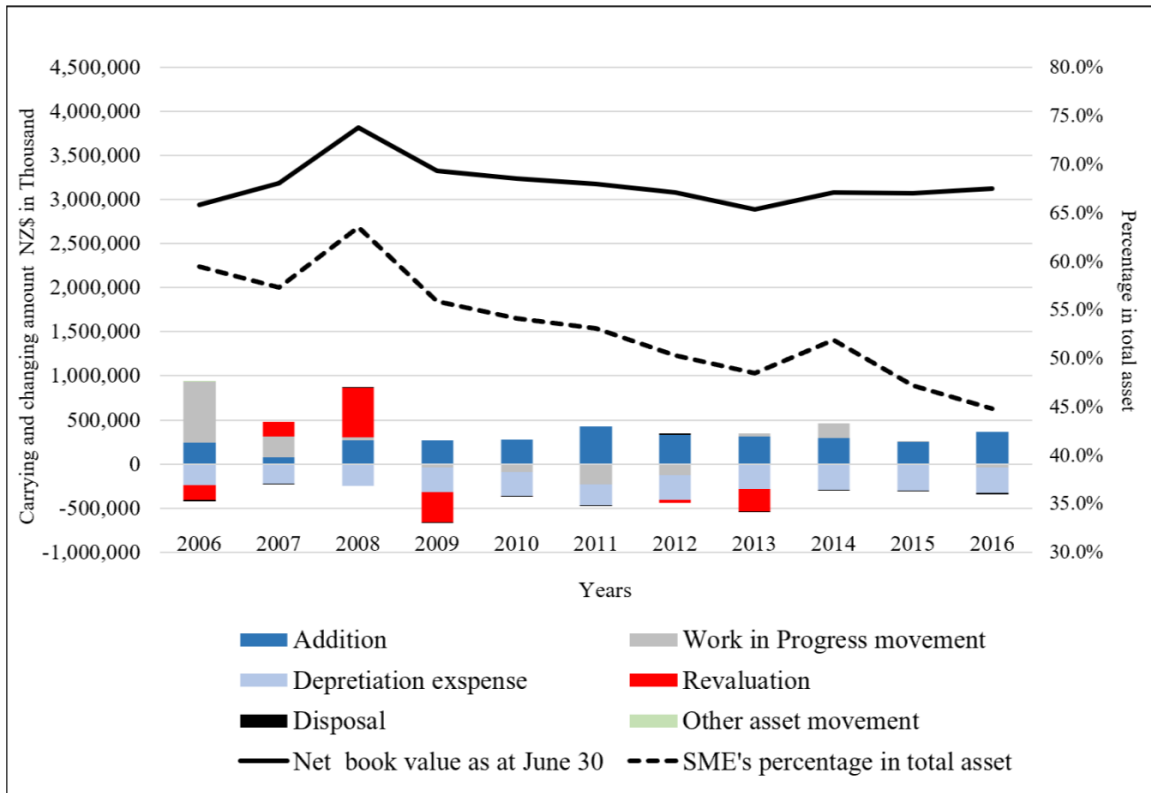 4,500,000
4,000,000
3,500,000
3,000,000
2,500,000
2,000,000
1,500,000
1,000,000
500,000
0
-500,000
-1,000,000
Carrying and changing amount NZ$ in Thousand
80.0%
75.0%
70.0%
65.0%
60.0%
55.0%
50.0%
45.0%
40.0%
35.0%
30.0%
Percentage in total asset
2006 2007 2008 2009 2010 2011 2012 2013 2014 2015 2016
Years
Addition
Work in Progress movement
Depretiation exspense
Revaluation
Disposal
Other asset movement
Net book value as at June 30
SME's percentage in total asset